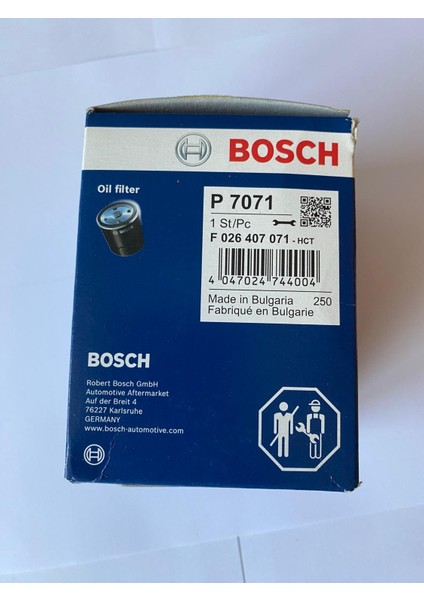 BOSCH
Oil filter
P 7071
1 St/Pc
F 026 407 071 - HCT
4 047024 744004
Made in Bulgaria 250
Fabriqué en Bulgarie
BOSCH
Robert Bosch GmbH
Automotive Aftermarket
Auf der Breit 4
76227 Karlsruhe
GERMANY
www.bosch-automotive.com